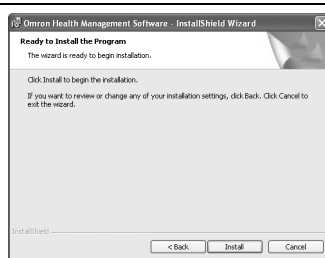 Omron Health Management Software - InstallShield Wizard
Ready to Install the Program
The wizard is ready to begin installation.
Click Install to begin the installation.
If you want to review or change any of your installation settings, click Back. Click Cancel to
exit the wizard.
InstallShield
< Back
Install
Cancel